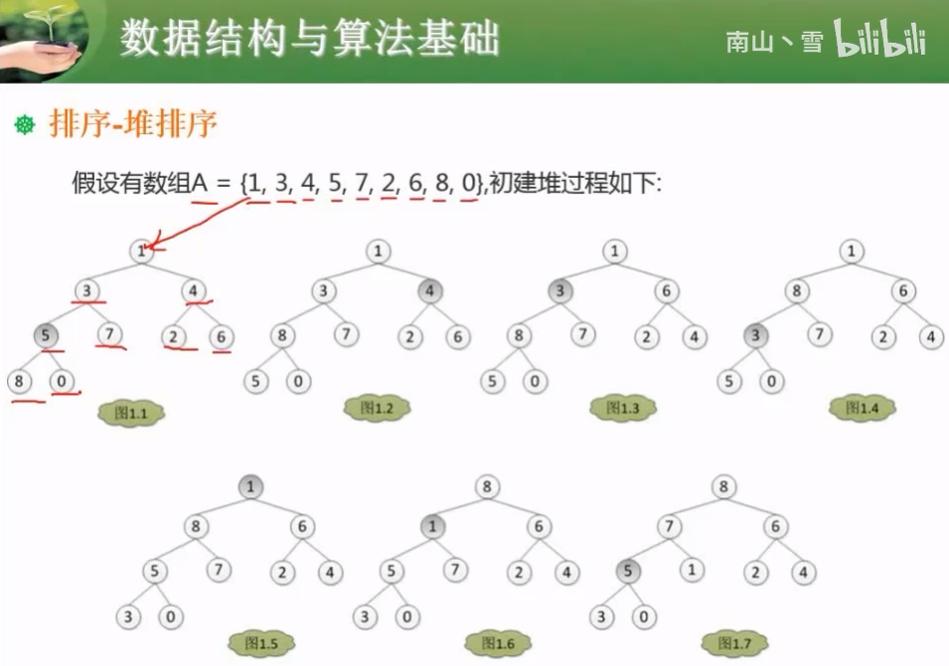 数据结构与算法基础
南山丶雪 bilibili
排序-堆排序
假设有数组A = {1, 3, 4, 5, 7, 2, 6, 8, 0},初建堆过程如下:
1 1 1 1
3 4 3 4 3 6 8 6
5 7 2 6 8 7 2 6 8 7 2 4 3 7 2 4
8 0 5 0 5 0 5 0
图1.1 图1.2 图1.3 图1.4
1 8 8
8 6 1 6 7 6
5 7 2 4 5 7 2 4 5 1 2 4
3 0 3 0 3 0
图1.5 图1.6 图1.7